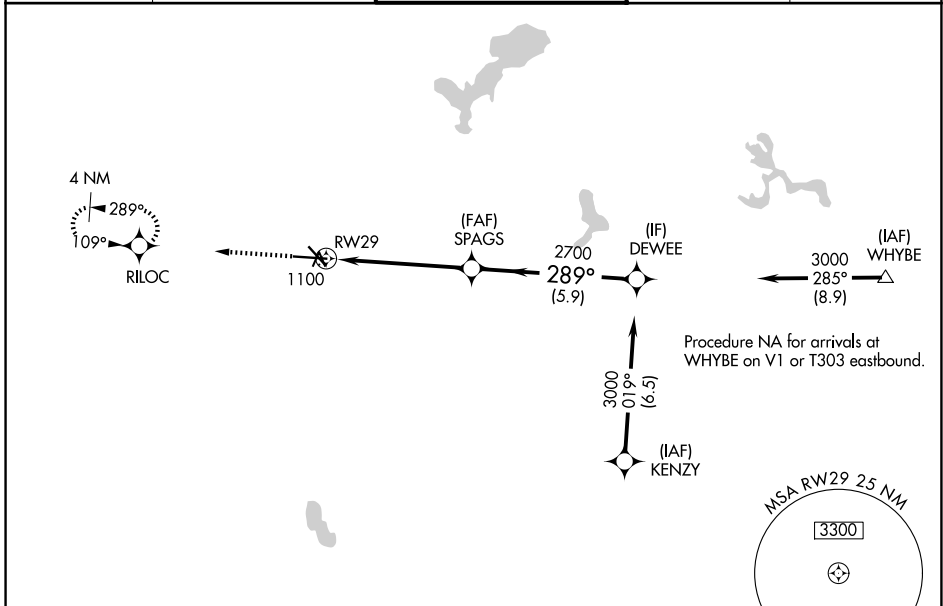 4 NM
289°
109°
RILOC
RW29
1100
(FAF)
SPAGS
2700
289°
(5.9)
(IF)
DEWEE
3000
285°
(8.9)
(IAF)
WHYBE
Procedure NA for arrivals at
WHYBE on V1 or T303 eastbound.
3000
019°
(6.5)
(IAF)
KENZY
MSA RW29 25 NM
3300